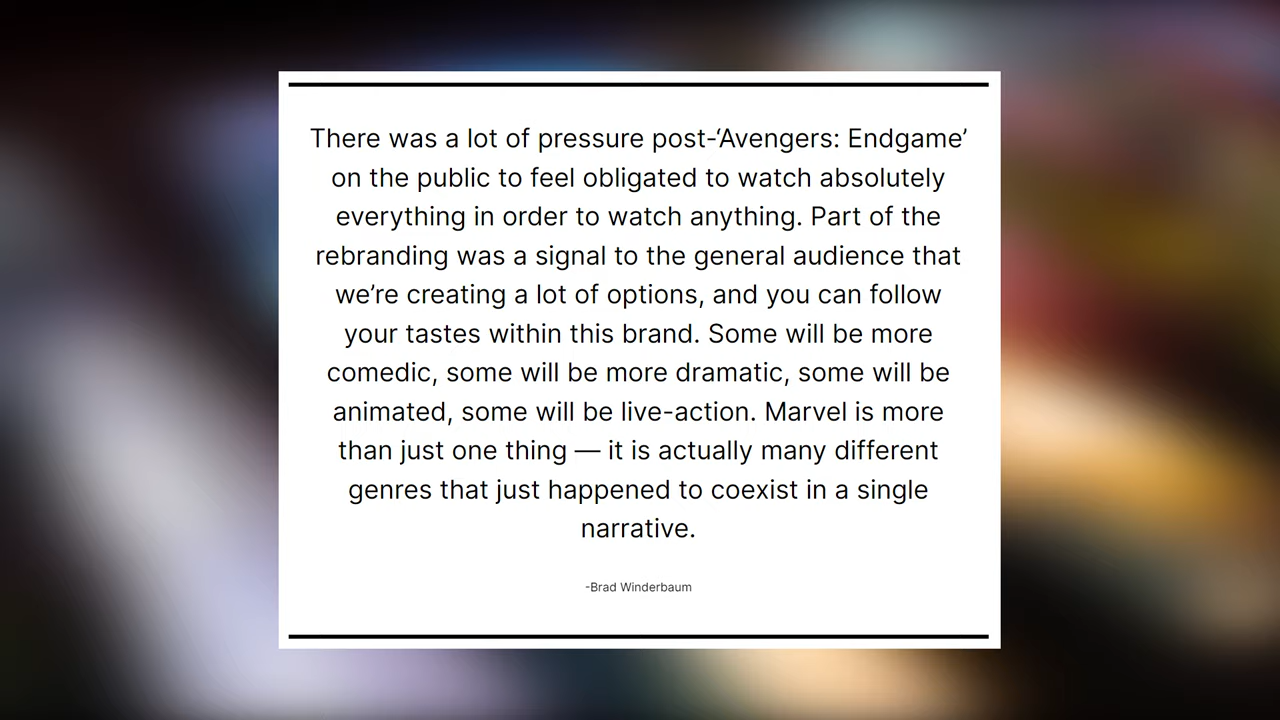 There was a lot of pressure post-‘Avengers: Endgame’
on the public to feel obligated to watch absolutely
everything in order to watch anything. Part of the
rebranding was a signal to the general audience that
we’re creating a lot of options, and you can follow
your tastes within this brand. Some will be more
comedic, some will be more dramatic, some will be
animated, some will be live-action. Marvel is more
than just one thing — it is actually many different
genres that just happened to coexist in a single
narrative.
-Brad Winderbaum